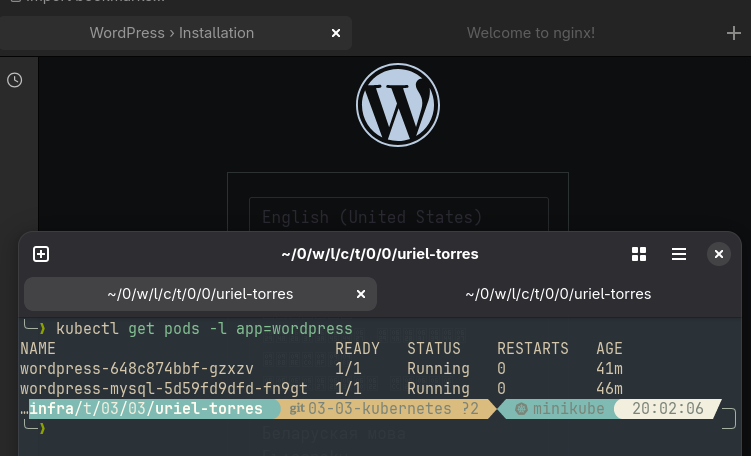 WordPress › Installation
Welcome to nginx!
English (United States)
~/0/w/l/c/t/0/0/uriel-torres
~/0/w/l/c/t/0/0/uriel-torres
~/0/w/l/c/t/0/0/uriel-torres
kubectl get pods -l app=wordpress
NAME READY STATUS RESTARTS AGE
wordpress-648c874bbf-gzxzv 1/1 Running 0 41m
wordpress-mysql-5d59fd9dfd-fn9gt 1/1 Running 0 46m
…infra/t/03/03/uriel-torres git 03-03-kubernetes ?2 minikube 20:02:06
Беларуская мова